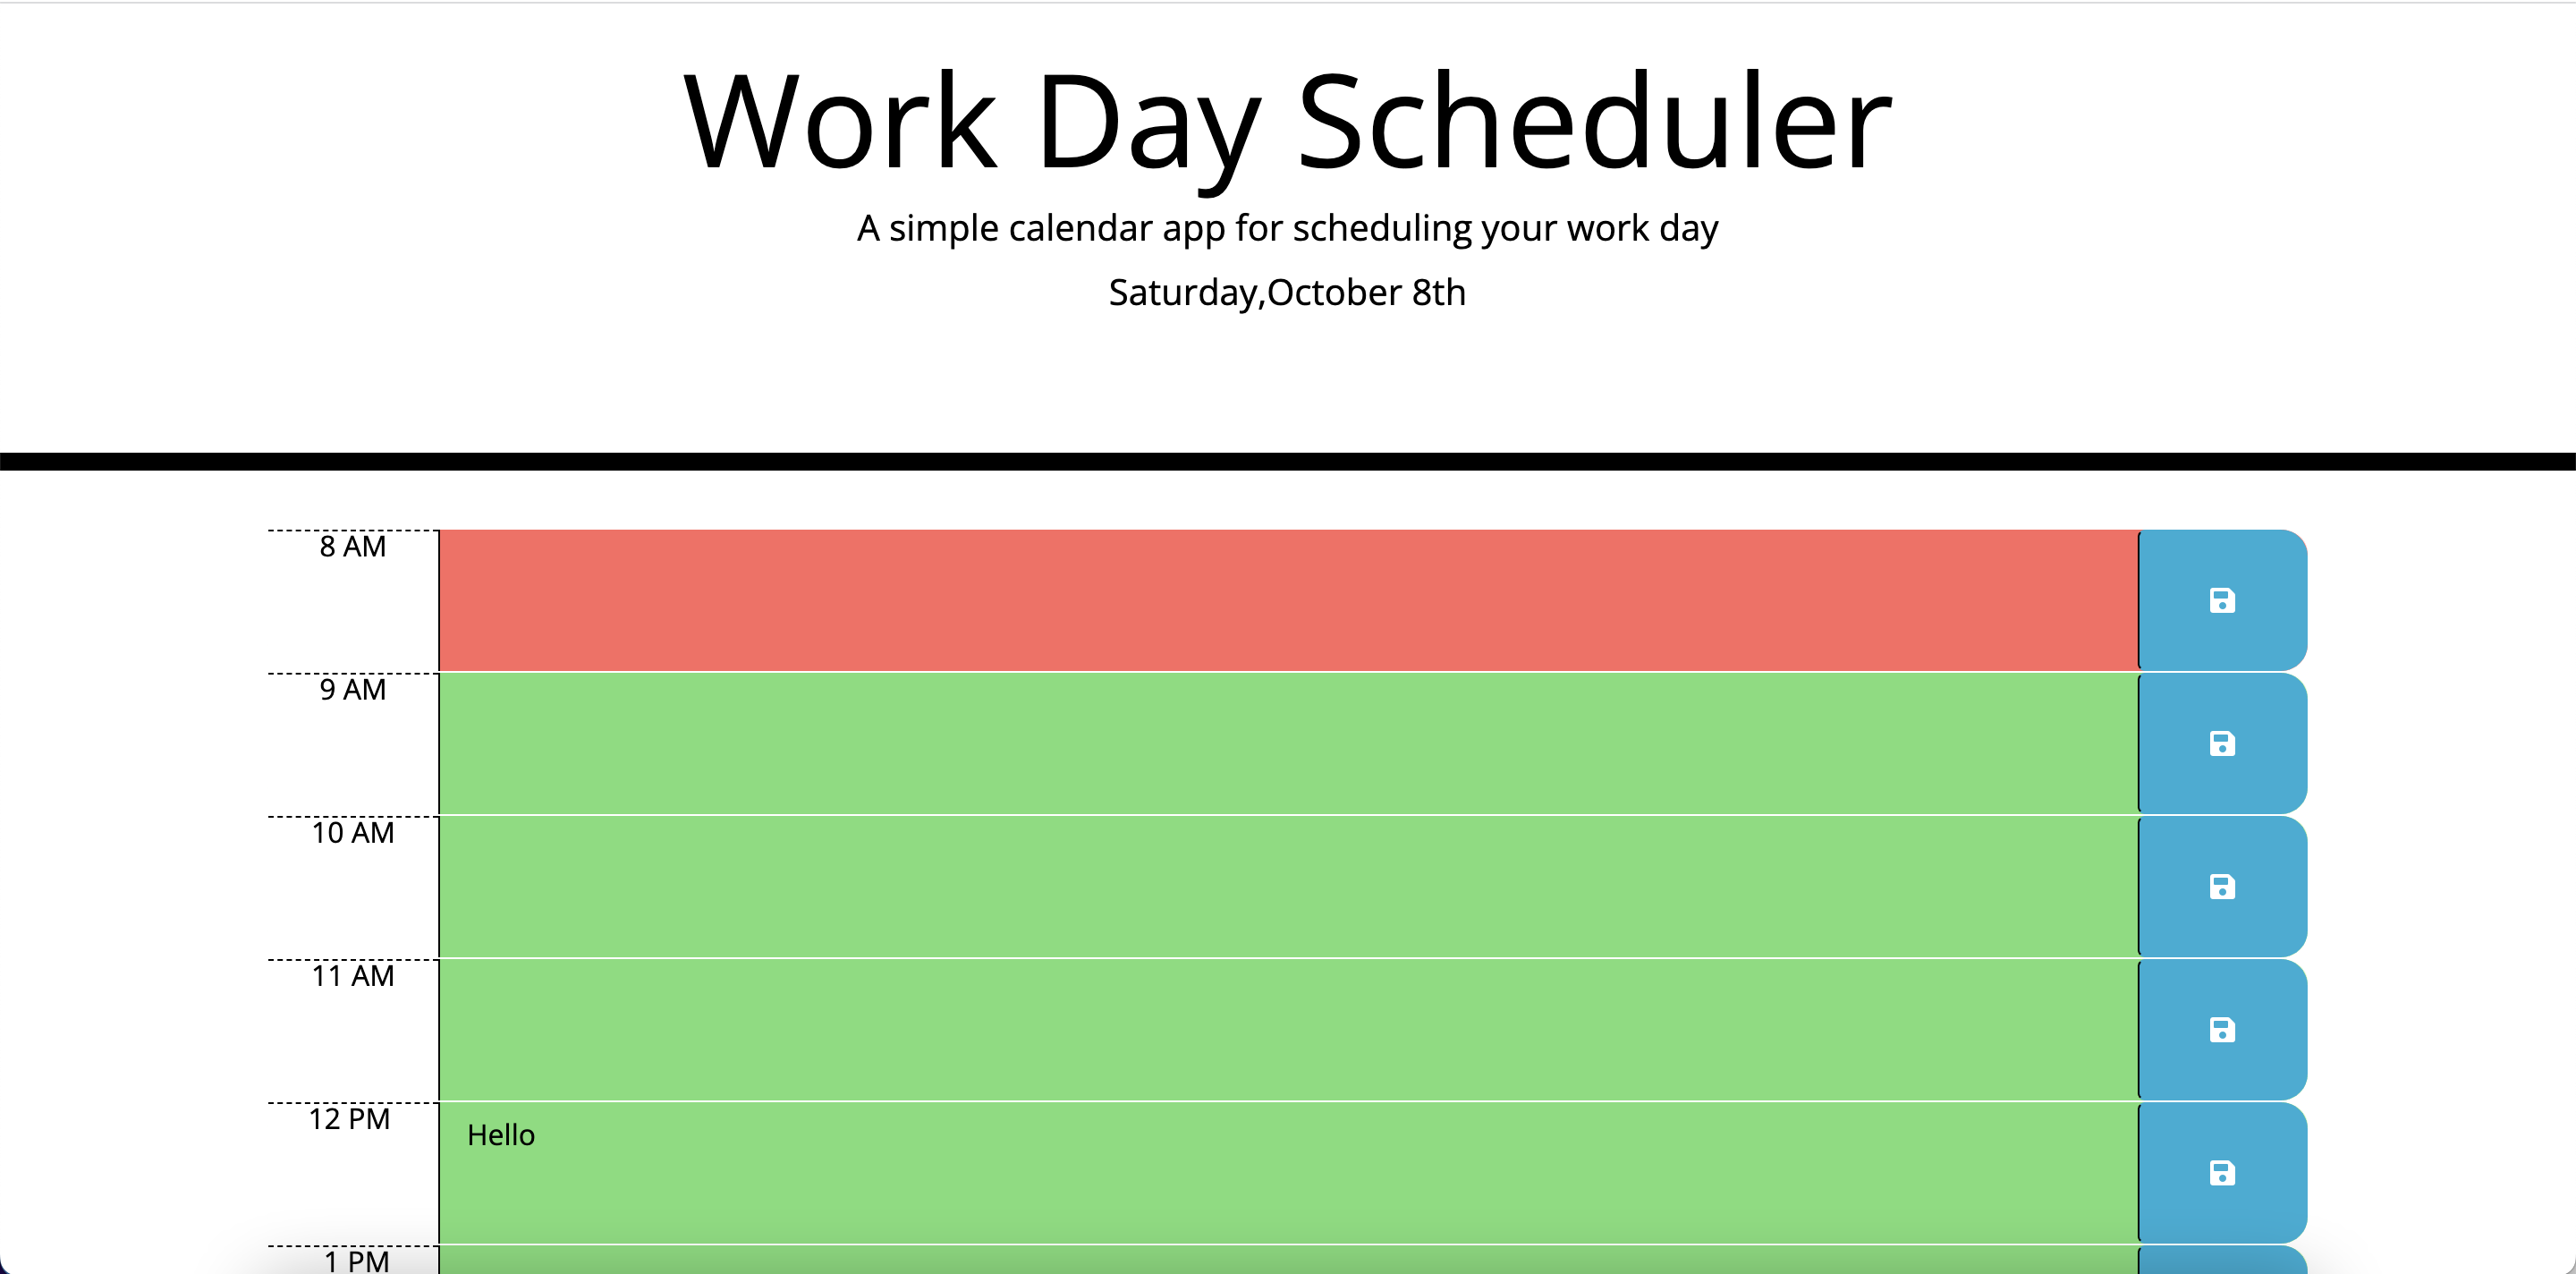 Work Day Scheduler
A simple calendar app for scheduling your work day
Saturday,October 8th
8 AM
9 AM
10 AM
11 AM
12 PM
Hello
1 PM